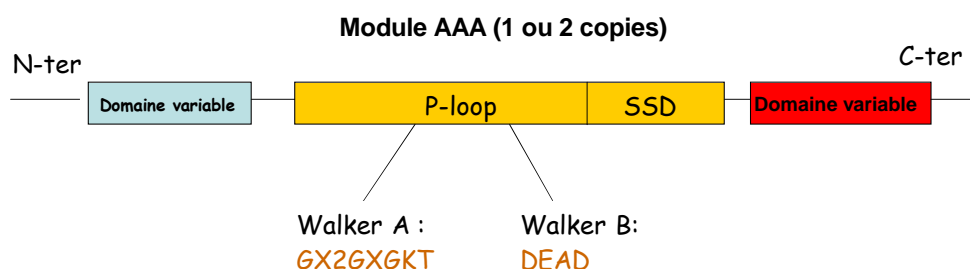 Module AAA (1 ou 2 copies)
N-ter
C-ter
Domaine variable
P-loop
SSD
Domaine variable
Walker A :
GX2GXGKT
Walker B:
DEAD